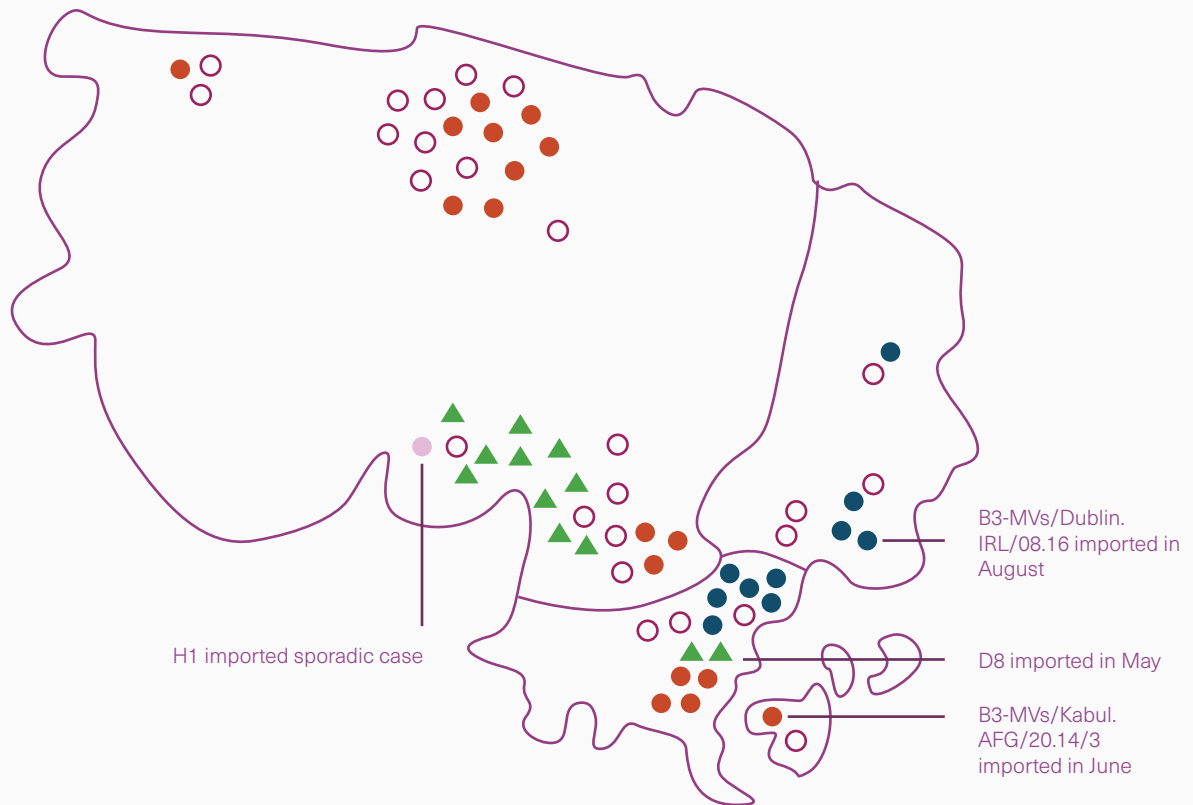 B3-MVs/Dublin.
IRL/08.16 imported in
August
H1 imported sporadic case
D8 imported in May
B3-MVs/Kabul.
AFG/20.14/3
imported in June